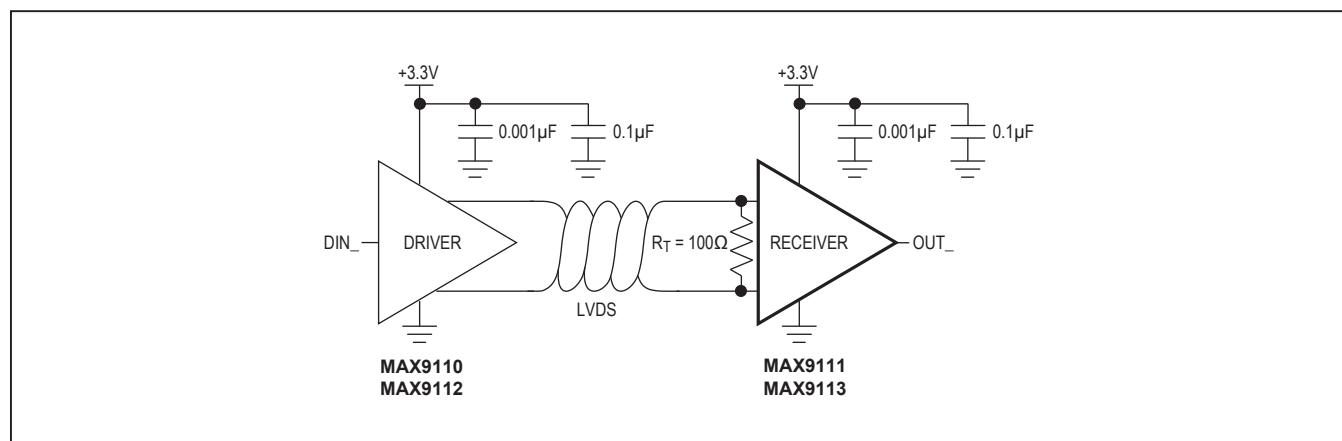 +3.3V
+3.3V
0.001µF
0.1µF
0.001µF
0.1µF
DIN_
DRIVER
R_T = 100Ω
RECEIVER
OUT_
LVDS
MAX9110
MAX9112
MAX9111
MAX9113